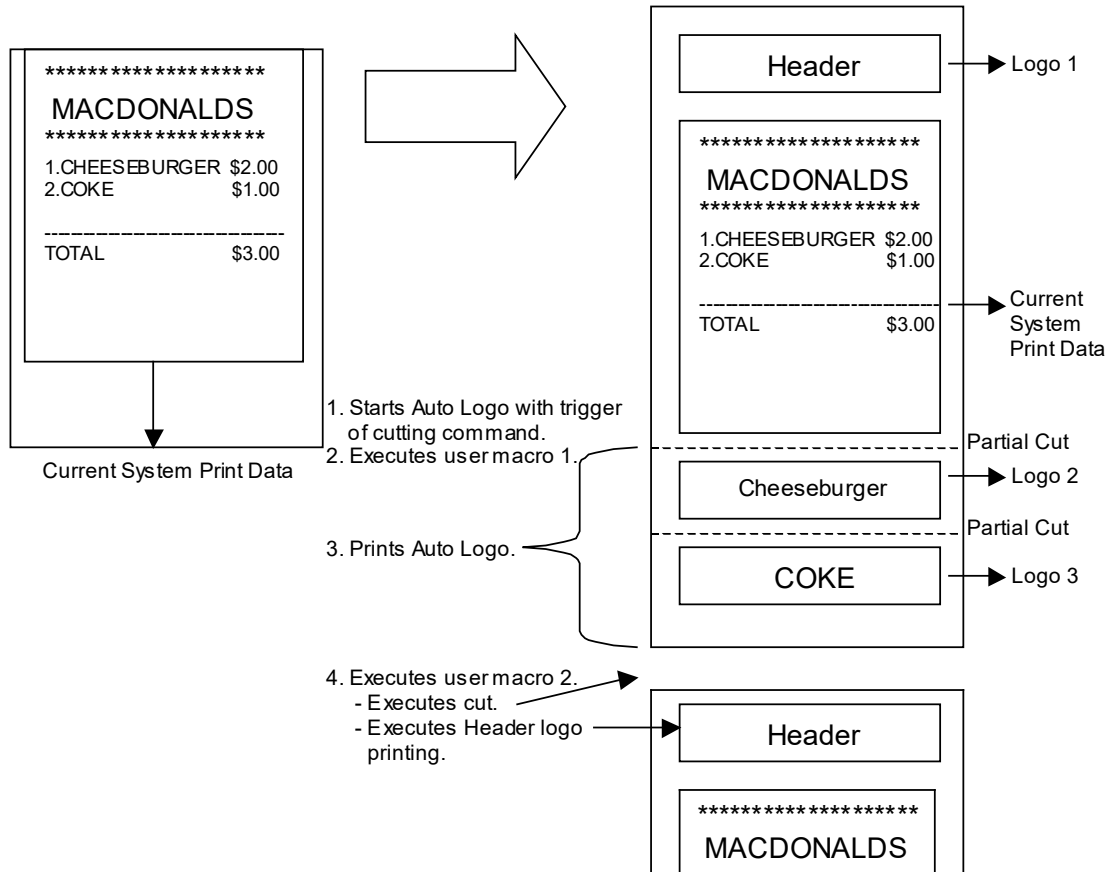 ********************
MACDONALDS
********************
1.CHEESEBURGER $2.00
2.COKE $1.00
---------------------------------
TOTAL $3.00
Current System Print Data
1. Starts Auto Logo with trigger
of cutting command.
2. Executes user macro 1.
3. Prints Auto Logo.
4. Executes user macro 2.
- Executes cut.
- Executes Header logo
printing.
Header
Logo 1
********************
MACDONALDS
********************
1.CHEESEBURGER $2.00
2.COKE $1.00
---------------------------------
TOTAL $3.00
Current
System
Print Data
Partial Cut
Cheeseburger
Logo 2
Partial Cut
COKE
Logo 3
Header
********************
MACDONALDS